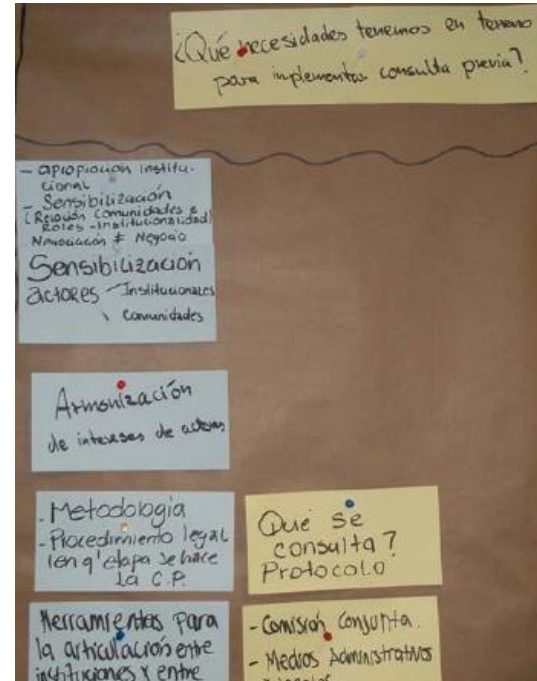 ¿Qué necesidades tenemos en terreno
para implementar consulta previa?
- apropiación institu-
cional
- Sensibilización
(Relación Comunidades e
Roles - Institucionalidad)
Negociación ≠ Negocio
Sensibilización
actores - Institucionales
\ Comunidades
Armonización
de intereses de actores
- Metodología
- Procedimiento legal
(en q' etapa se hace
la C.P.
Qué se
consulta?
Protocolo
Herramientas para
la articulación entre
instituciones y entre
- Comisión Conjunta.
- Medios Administrativos